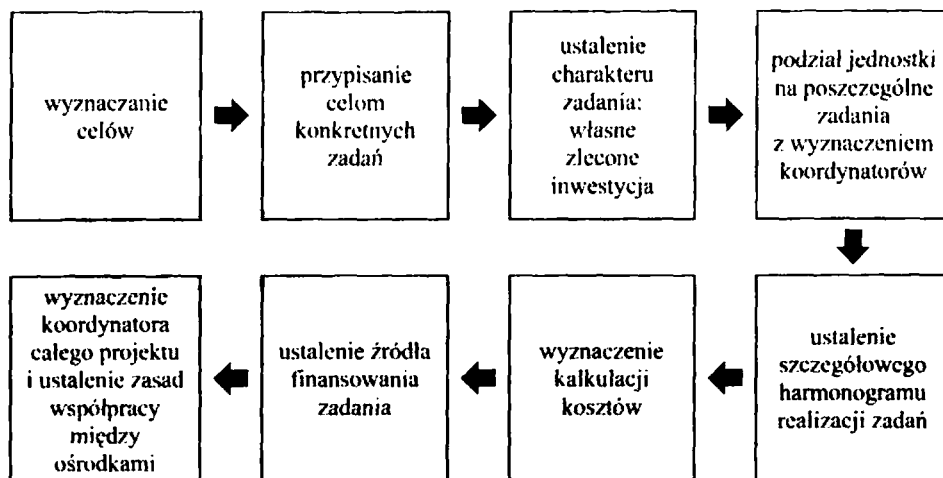 wyznaczanie
celów
przypisanie
celom
konkretnych
zadań
ustalenie
charakteru
zadania:
własne
zlecone
inwestycja
podział jednostki
na poszczególne
zadania
z wyznaczeniem
koordynatorów
ustalenie
szczegółowego
harmonogramu
realizacji zadań
wyznaczenie
kalkulacji
kosztów
ustalenie źródła
finansowania
zadania
wyznaczenie
koordynatora
całego projektu
i ustalenie zasad
współpracy
między
ośrodkami